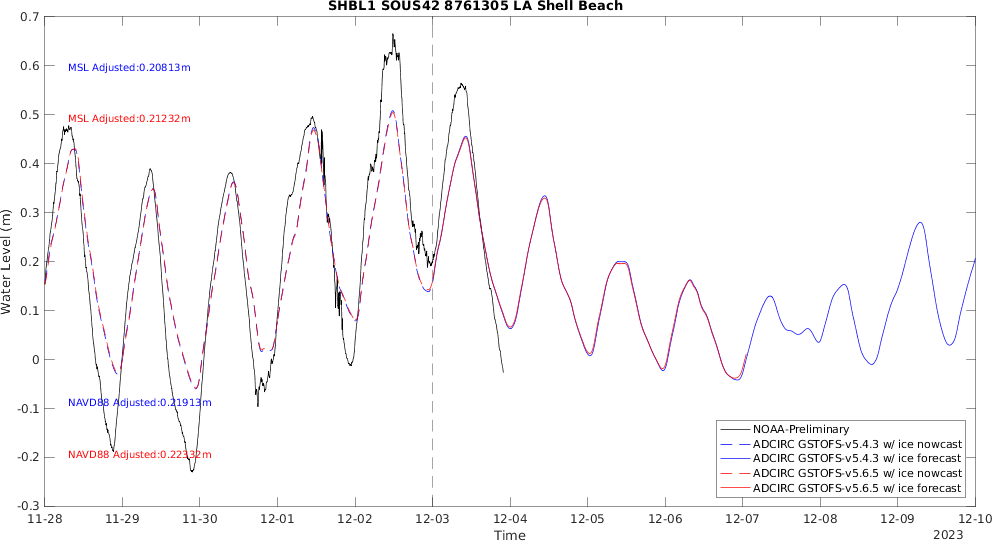 SHBL1 SOUS42 8761305 LA Shell Beach
Water Level (m)
0.7
0.6
0.5
0.4
0.3
0.2
0.1
0
-0.1
-0.2
-0.3
MSL Adjusted:0.20813m
MSL Adjusted:0.21232m
NAVD88 Adjusted:0.21913m
NAVD88 Adjusted:0.22332m
NOAA-Preliminary
ADCIRC GSTOFS-v5.4.3 w/ ice nowcast
ADCIRC GSTOFS-v5.4.3 w/ ice forecast
ADCIRC GSTOFS-v5.6.5 w/ ice nowcast
ADCIRC GSTOFS-v5.6.5 w/ ice forecast
11-28 11-29 11-30 12-01 12-02 12-03 12-04 12-05 12-06 12-07 12-08 12-09 12-10
Time
2023